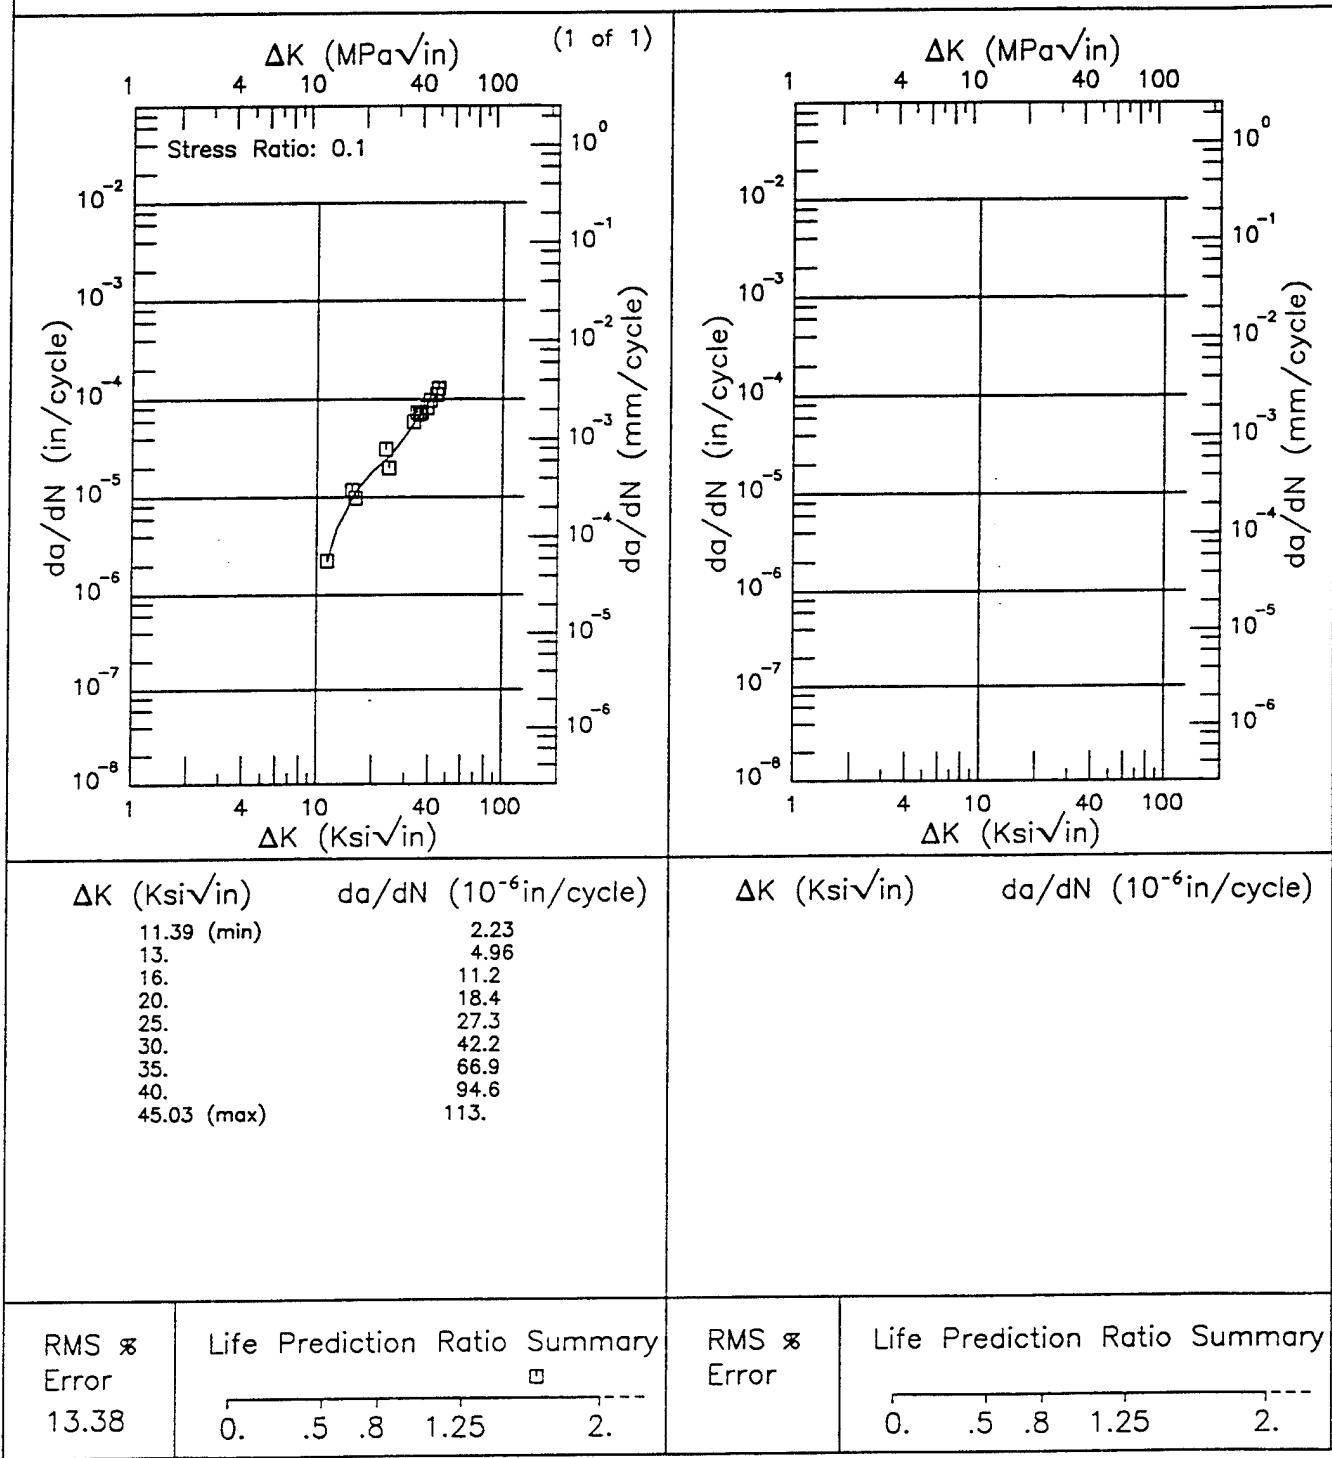 ΔK (MPa√in) (1 of 1)
1 4 10 40 100
Stress Ratio: 0.1
10⁰
10⁻²
10⁻¹
10⁻³
10⁻²
10⁻⁴
10⁻³
10⁻⁵
10⁻⁴
10⁻⁶
10⁻⁵
10⁻⁷
10⁻⁶
10⁻⁸
da/dN (in/cycle)
da/dN (mm/cycle)
1 4 10 40 100
ΔK (Ksi√in)
ΔK (MPa√in)
1 4 10 40 100
10⁰
10⁻²
10⁻¹
10⁻³
10⁻²
10⁻⁴
10⁻³
10⁻⁵
10⁻⁴
10⁻⁶
10⁻⁵
10⁻⁷
10⁻⁶
10⁻⁸
da/dN (in/cycle)
da/dN (mm/cycle)
1 4 10 40 100
ΔK (Ksi√in)
ΔK (Ksi√in) da/dN (10⁻⁶in/cycle)
11.39 (min) 2.23
13. 4.96
16. 11.2
20. 18.4
25. 27.3
30. 42.2
35. 66.9
40. 94.6
45.03 (max) 113.
ΔK (Ksi√in) da/dN (10⁻⁶in/cycle)
RMS %
Error
13.38
Life Prediction Ratio Summary
0. .5 .8 1.25 2.
RMS %
Error
Life Prediction Ratio Summary
0. .5 .8 1.25 2.